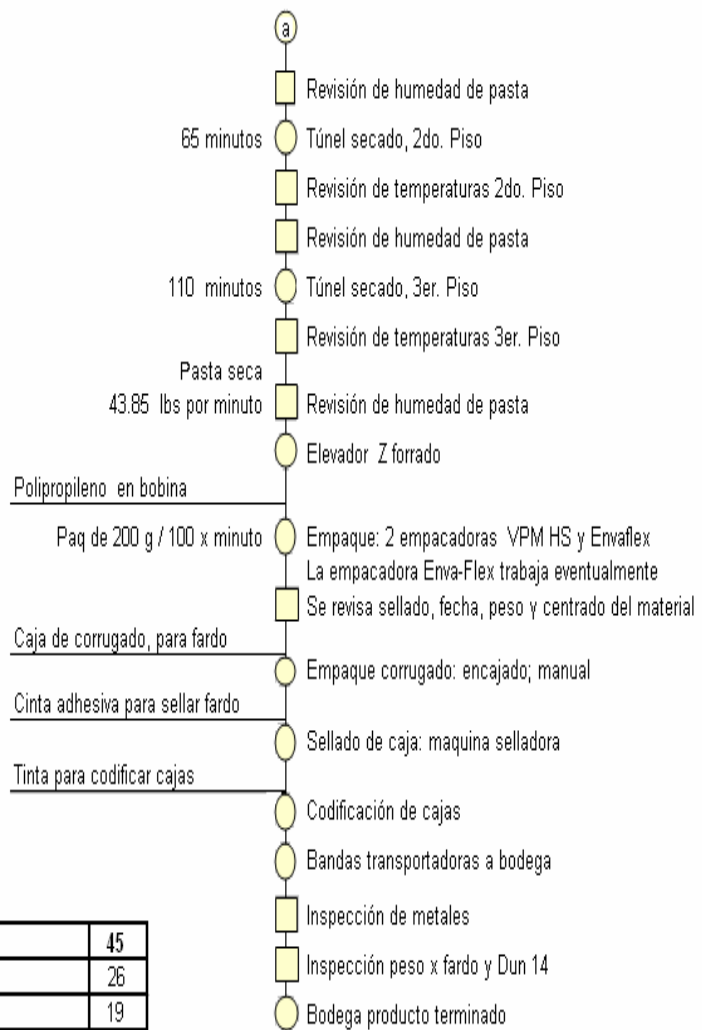 a
Revisión de humedad de pasta
65 minutos Túnel secado, 2do. Piso
Revisión de temperaturas 2do. Piso
Revisión de humedad de pasta
110 minutos Túnel secado, 3er. Piso
Revisión de temperaturas 3er. Piso
Pasta seca
43.85 lbs por minuto Revisión de humedad de pasta
Elevador Z forrado
Polipropileno en bobina
Paq de 200 g / 100 x minuto Empaque: 2 empacadoras VPM HS y Envaflex
La empacadora Enva-Flex trabaja eventualmente
Se revisa sellado, fecha, peso y centrado del material
Caja de corrugado, para fardo
Empaque corrugado: encajado; manual
Cinta adhesiva para sellar fardo
Sellado de caja: maquina selladora
Tinta para codificar cajas
Codificación de cajas
Bandas transportadoras a bodega
45 Inspección de metales
26 Inspección peso x fardo y Dun 14
19 Bodega producto terminado